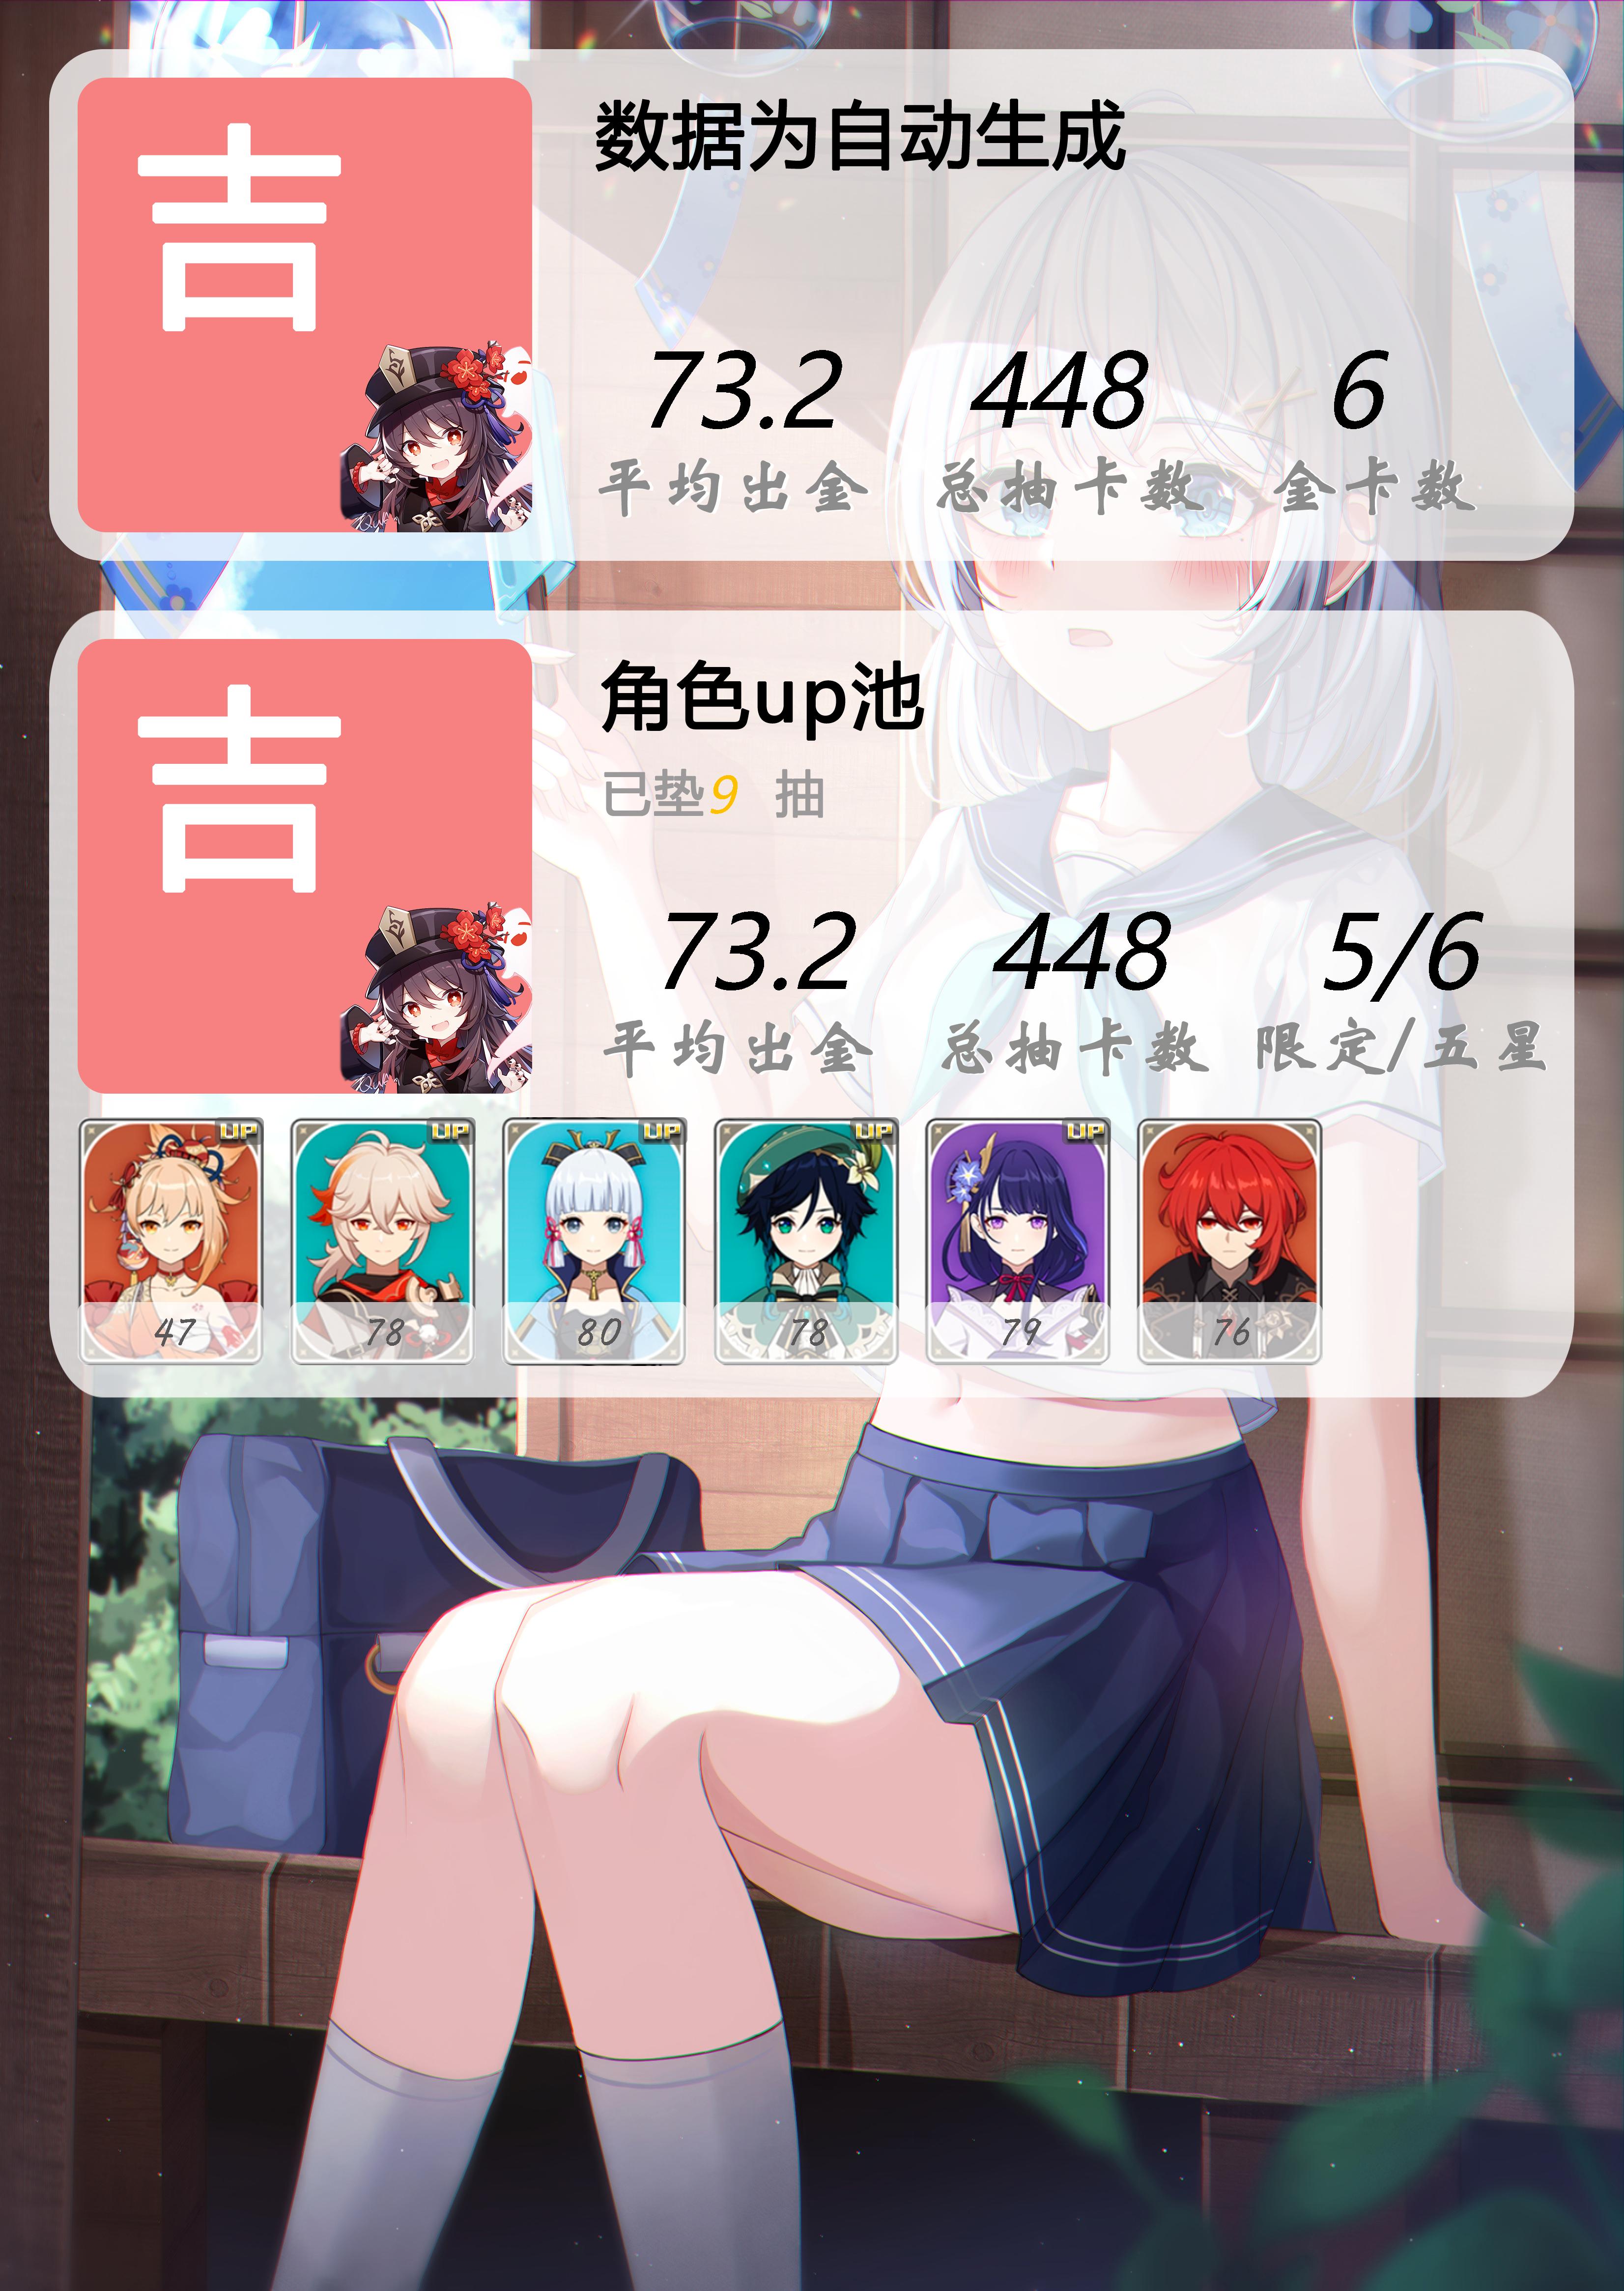 吉
数据为自动生成
73.2 448 6
平均出金 总抽卡数 金卡数
吉
角色up池
已垫9 抽
73.2 448 5/6
平均出金 总抽卡数 限定/五星
UP UP UP UP UP
47 78 80 78 79 76